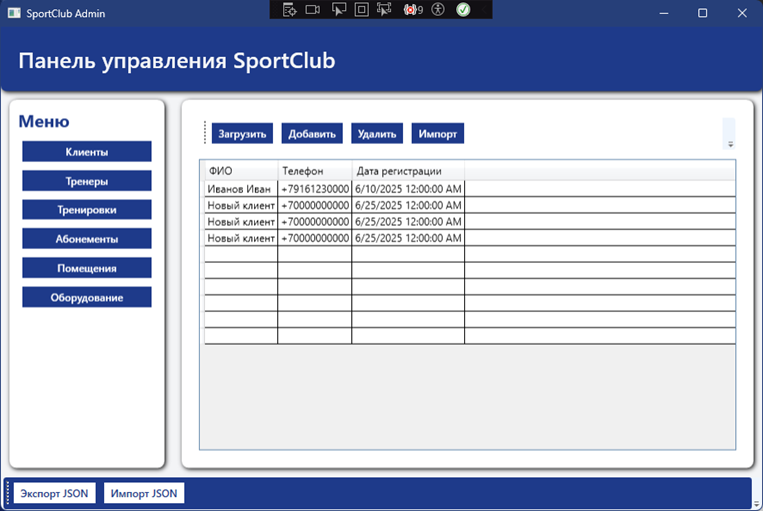 SportClub Admin
9
Панель управления SportClub
Меню
Клиенты
Тренеры
Тренировки
Абонементы
Помещения
Оборудование
Загрузить Добавить Удалить Импорт
ФИО Телефон Дата регистрации
Иванов Иван +79161230000 6/10/2025 12:00:00 AM
Новый клиент +70000000000 6/25/2025 12:00:00 AM
Новый клиент +70000000000 6/25/2025 12:00:00 AM
Новый клиент +70000000000 6/25/2025 12:00:00 AM
Экспорт JSON Импорт JSON